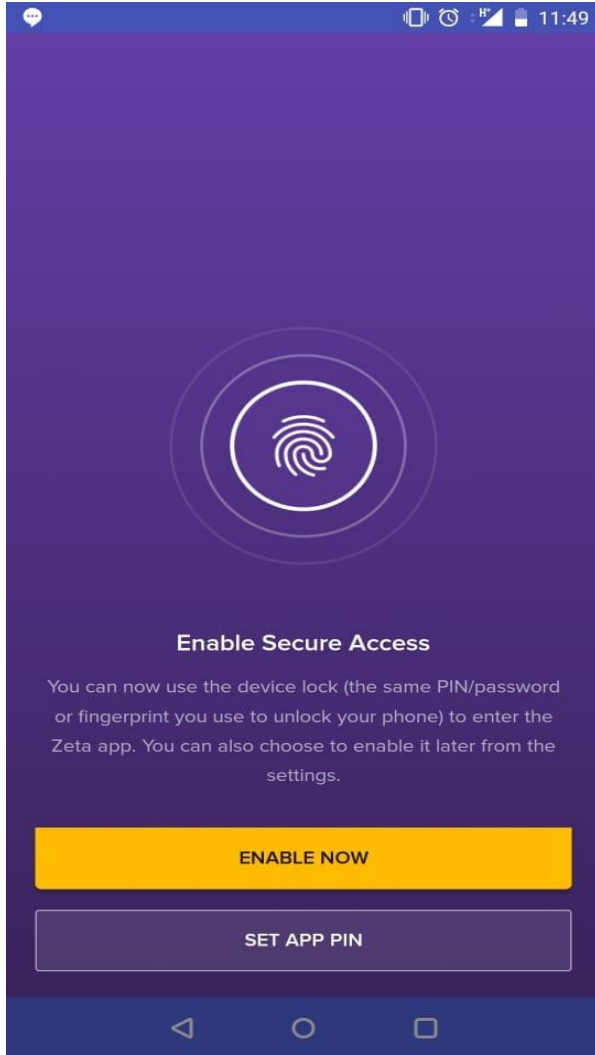 H+ 11:49
Enable Secure Access
You can now use the device lock (the same PIN/password
or fingerprint you use to unlock your phone) to enter the
Zeta app. You can also choose to enable it later from the
settings.
ENABLE NOW
SET APP PIN